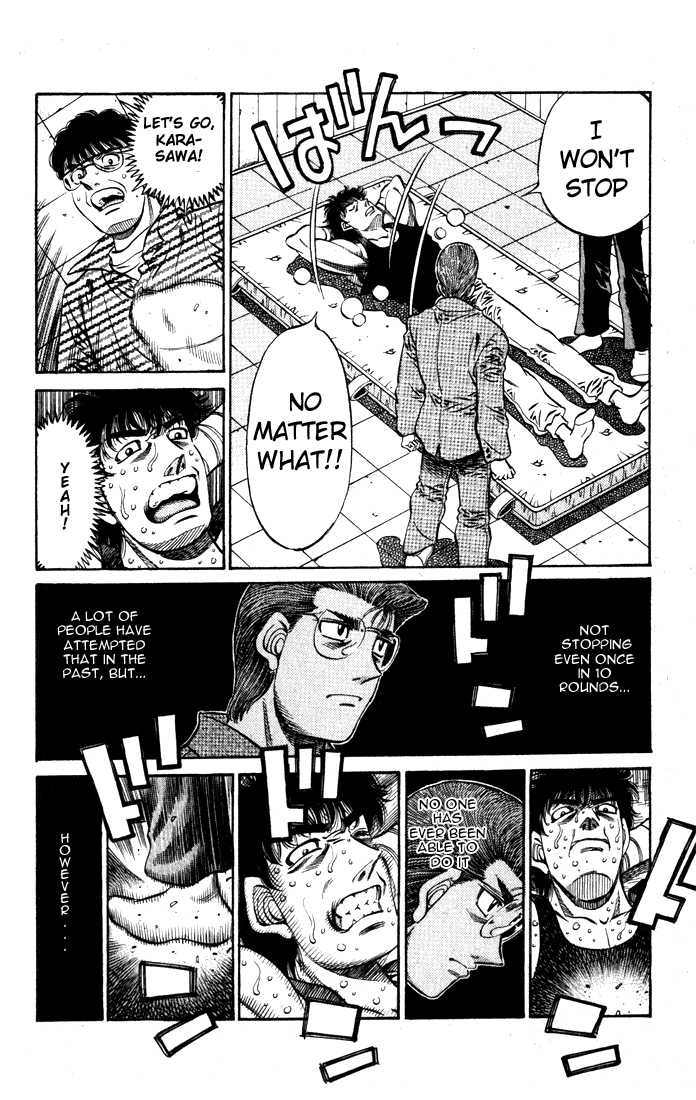 I
WON'T
STOP
ばんっ
NO
MATTER
WHAT!!
LET'S GO,
KARA-
SAWA!
YEAH!
NOT
STOPPING
EVEN ONCE
IN 10
ROUNDS...
A LOT OF
PEOPLE HAVE
ATTEMPTED
THAT IN THE
PAST, BUT...
ド
NO ONE
HAS
EVER BEEN
ABLE TO
DO IT
ド
ド
HOWEVER...